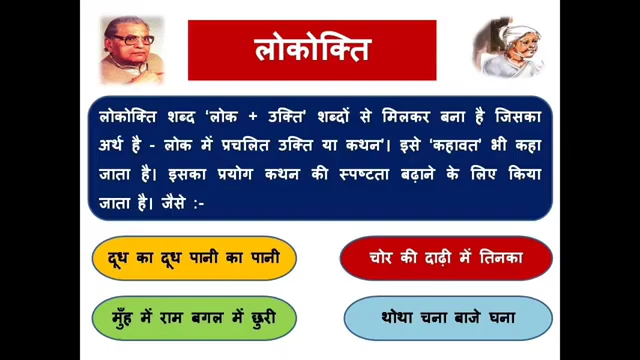 लोकोक्ति
लोकोक्ति शब्द 'लोक + उक्ति' शब्दों से मिलकर बना है जिसका
अर्थ है - लोक में प्रचलित उक्ति या कथन'। इसे 'कहावत' भी कहा
जाता है। इसका प्रयोग कथन की स्पष्टता बढ़ाने के लिए किया
जाता है। जैसे :-
दूध का दूध पानी का पानी
चोर की दाढ़ी में तिनका
मुँह में राम बगल में छुरी
थोथा चना बाजे घना